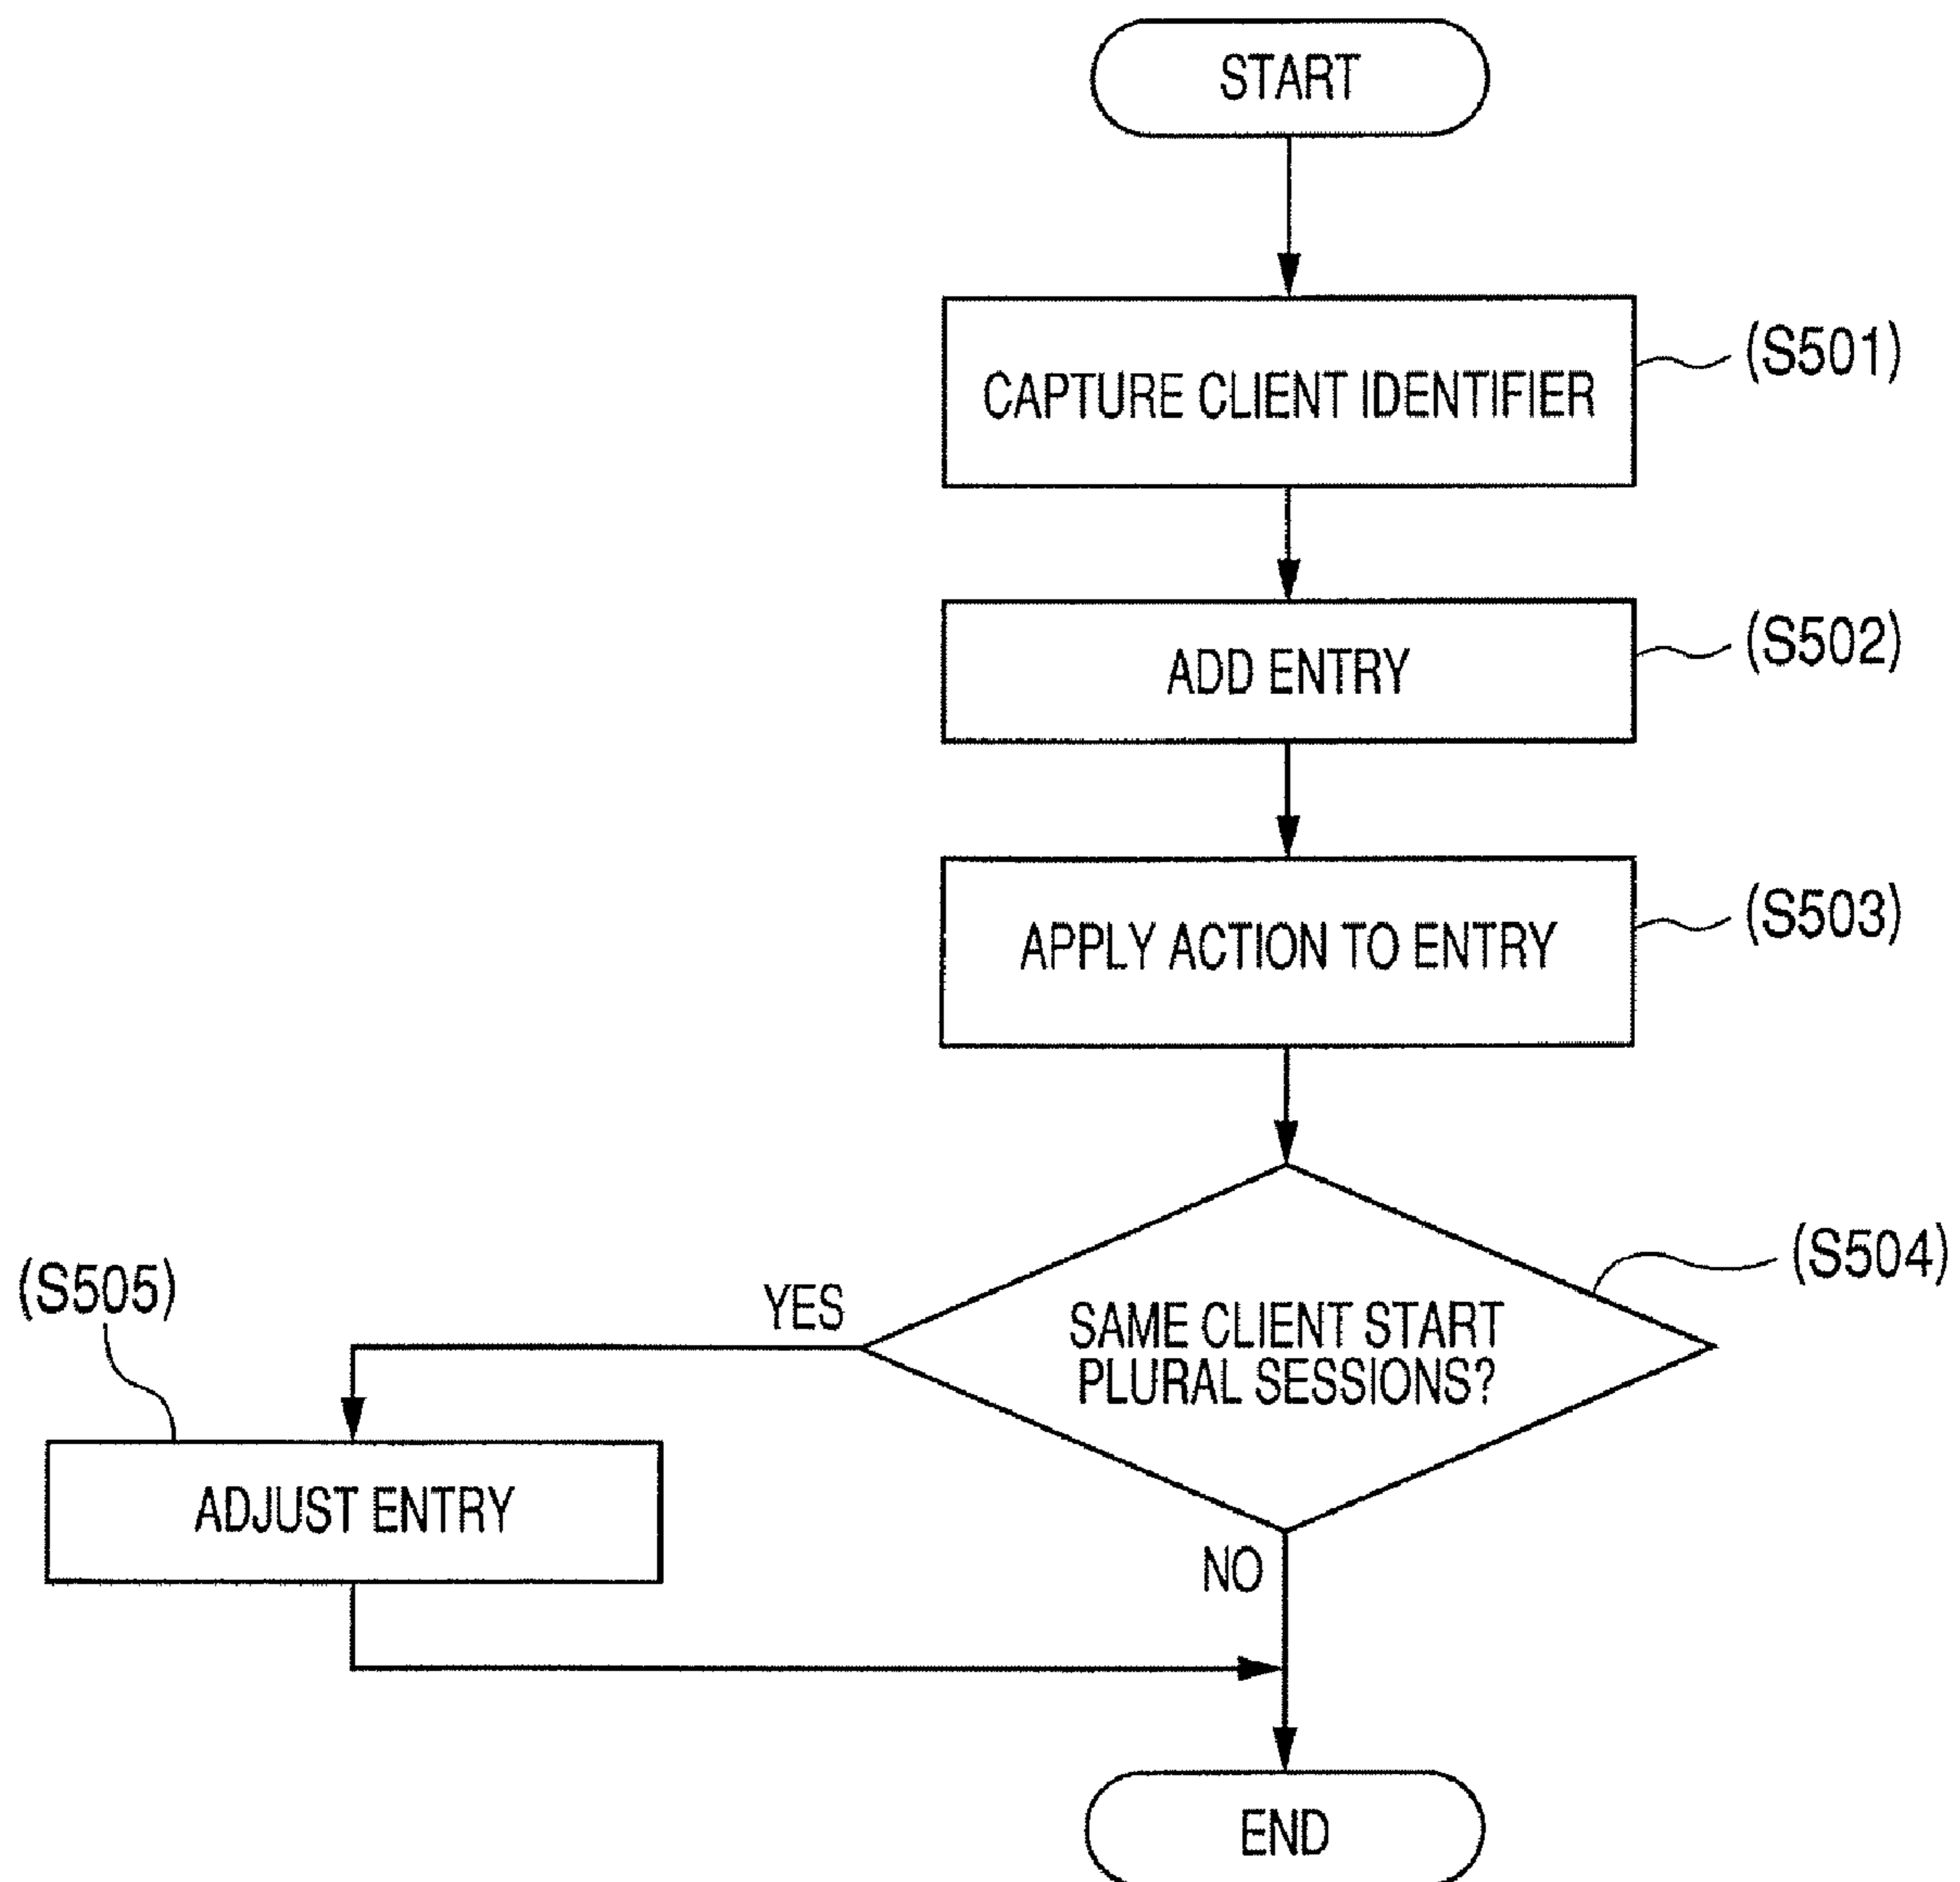 START
CAPTURE CLIENT IDENTIFIER
(S501)
ADD ENTRY
(S502)
APPLY ACTION TO ENTRY
(S503)
SAME CLIENT START
PLURAL SESSIONS?
(S504)
YES
(S505)
ADJUST ENTRY
NO
END